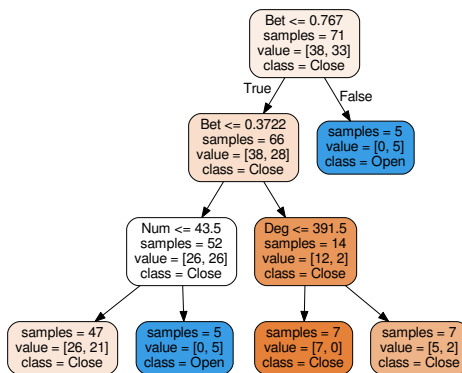 Bet <= 0.767
samples = 71
value = [38, 33]
class = Close
True
False
Bet <= 0.3722
samples = 66
value = [38, 28]
class = Close
samples = 5
value = [0, 5]
class = Open
Num <= 43.5
samples = 52
value = [26, 26]
class = Close
Deg <= 391.5
samples = 14
value = [12, 2]
class = Close
samples = 47
value = [26, 21]
class = Close
samples = 5
value = [0, 5]
class = Open
samples = 7
value = [7, 0]
class = Close
samples = 7
value = [5, 2]
class = Close